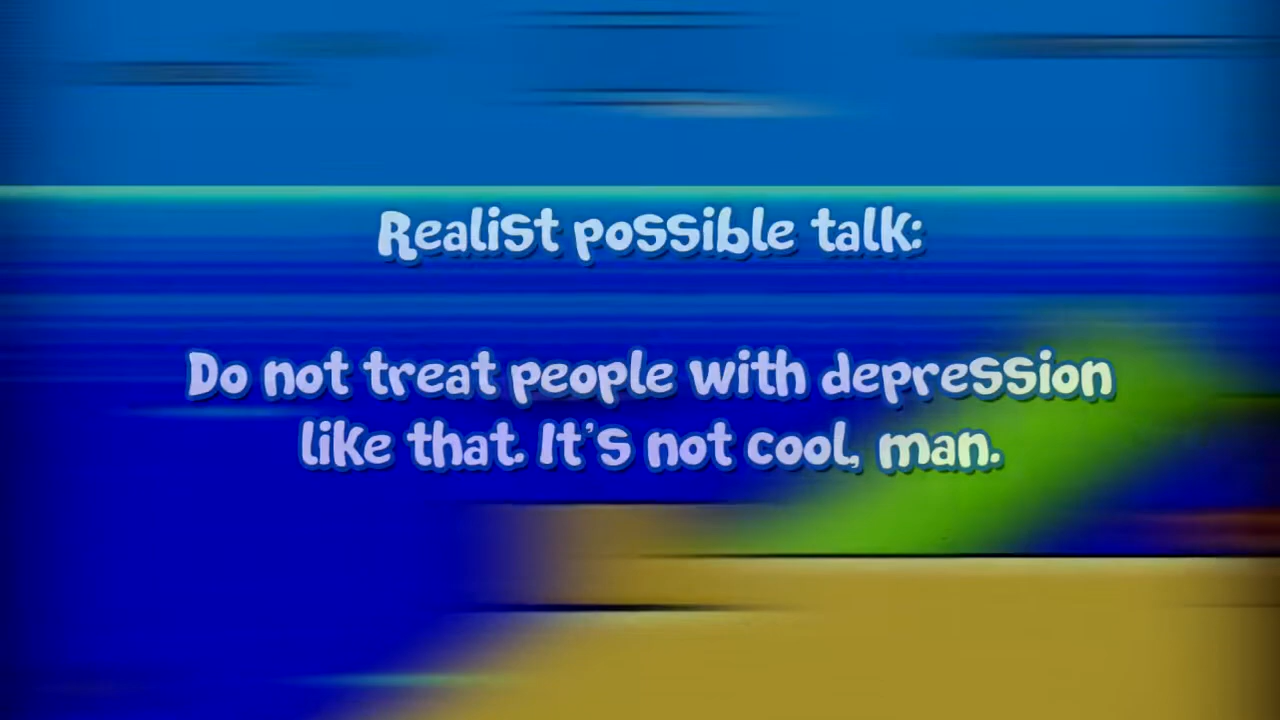 Realist possible talk:
Do not treat people with depression
like that. It's not cool, man.